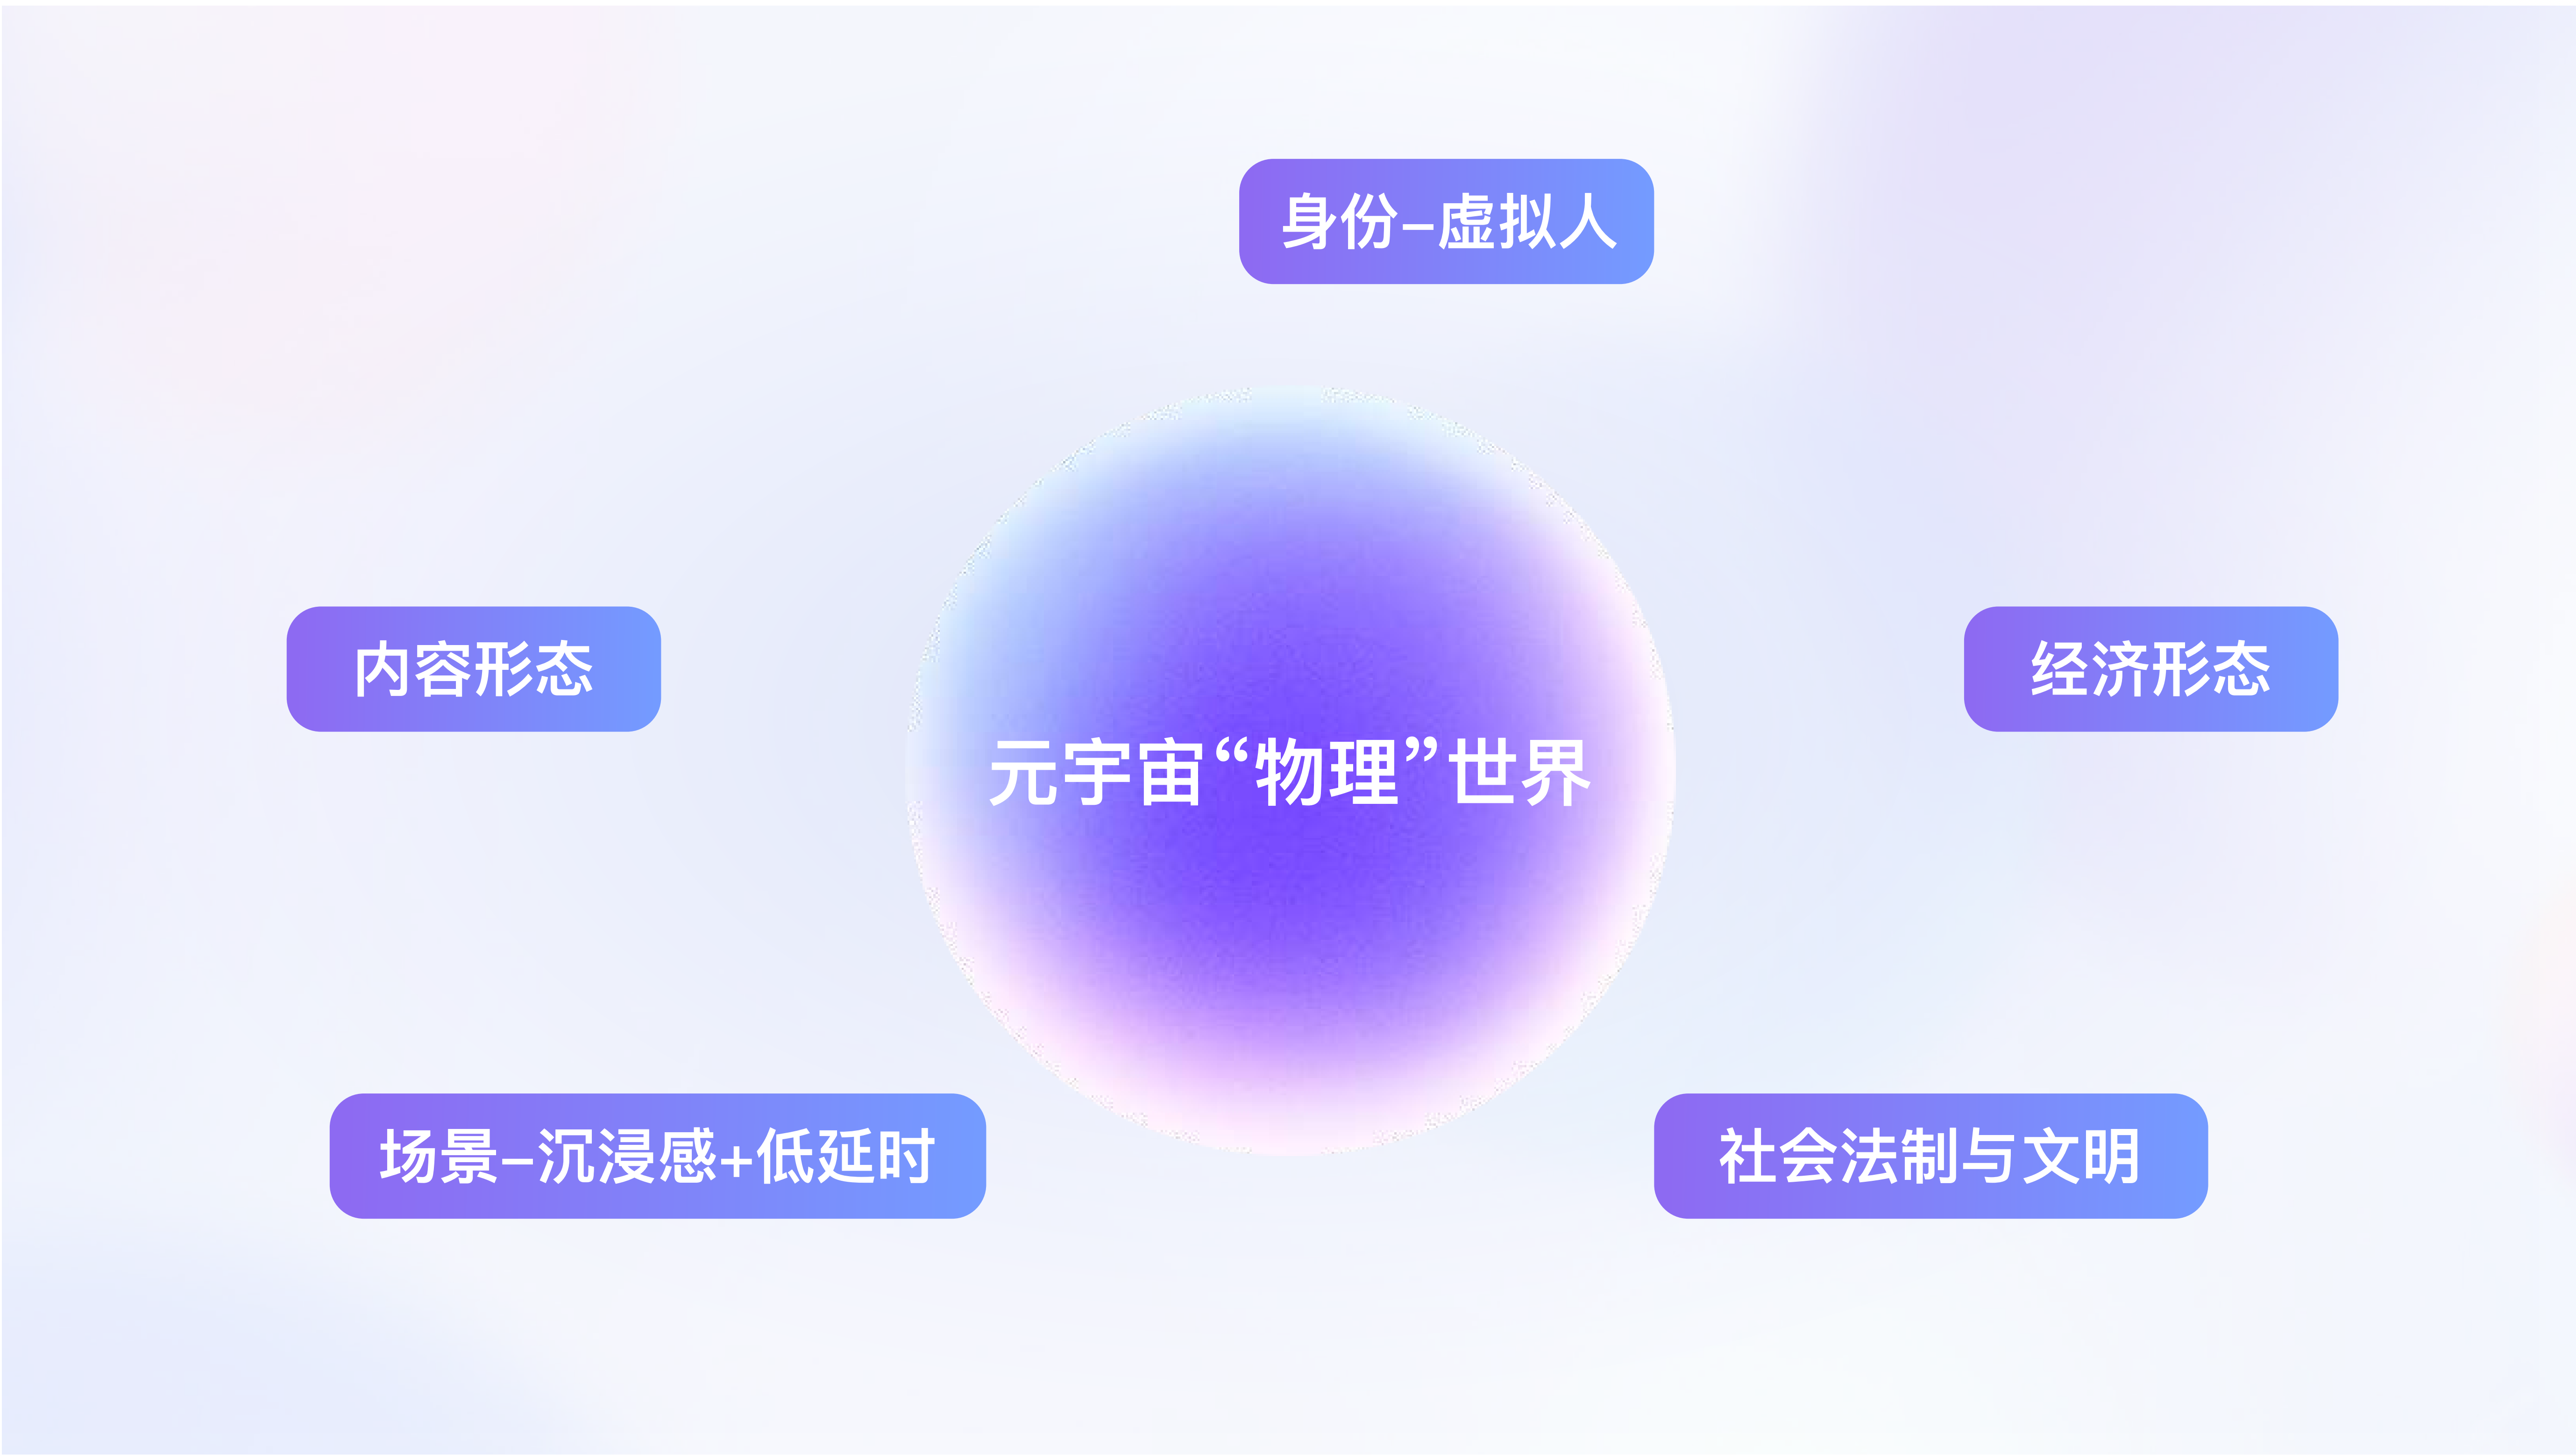 身份–虚拟人
内容形态
经济形态
元宇宙“物理”世界
场景–沉浸感+低延时
社会法制与文明